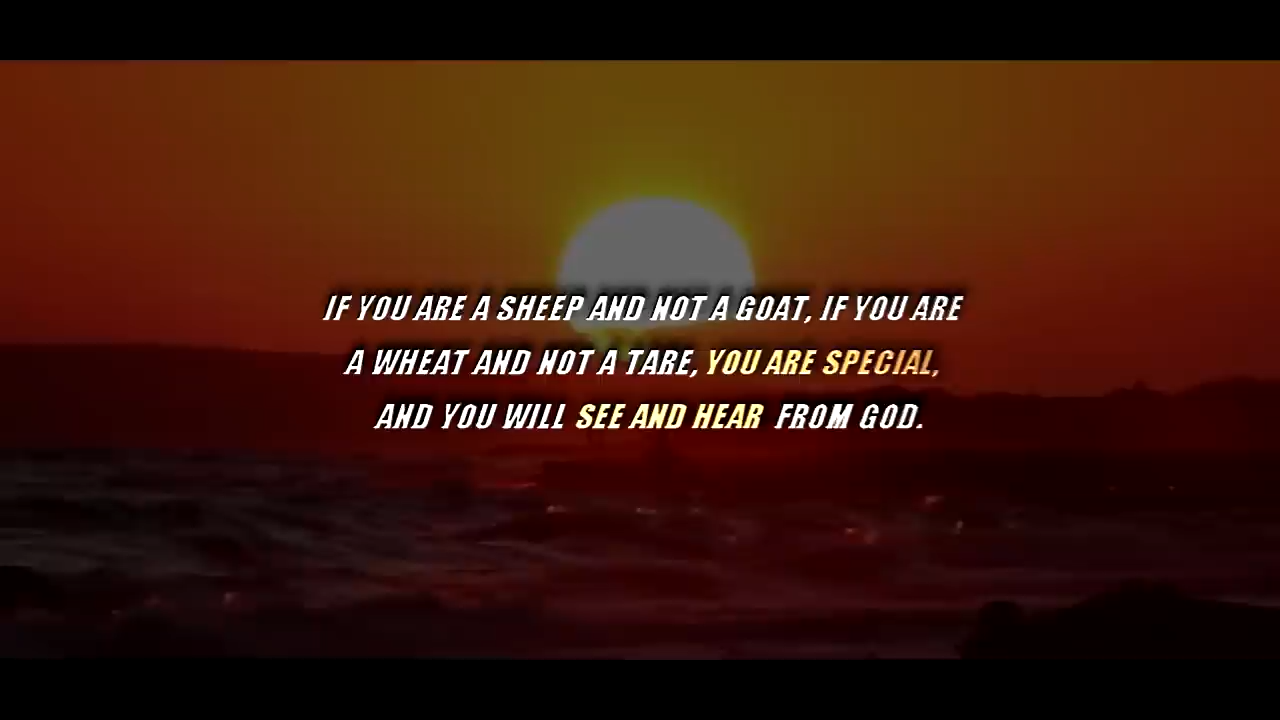 IF YOU ARE A SHEEP AND NOT A GOAT, IF YOU ARE
A WHEAT AND NOT A TARE, YOU ARE SPECIAL,
AND YOU WILL SEE AND HEAR FROM GOD.